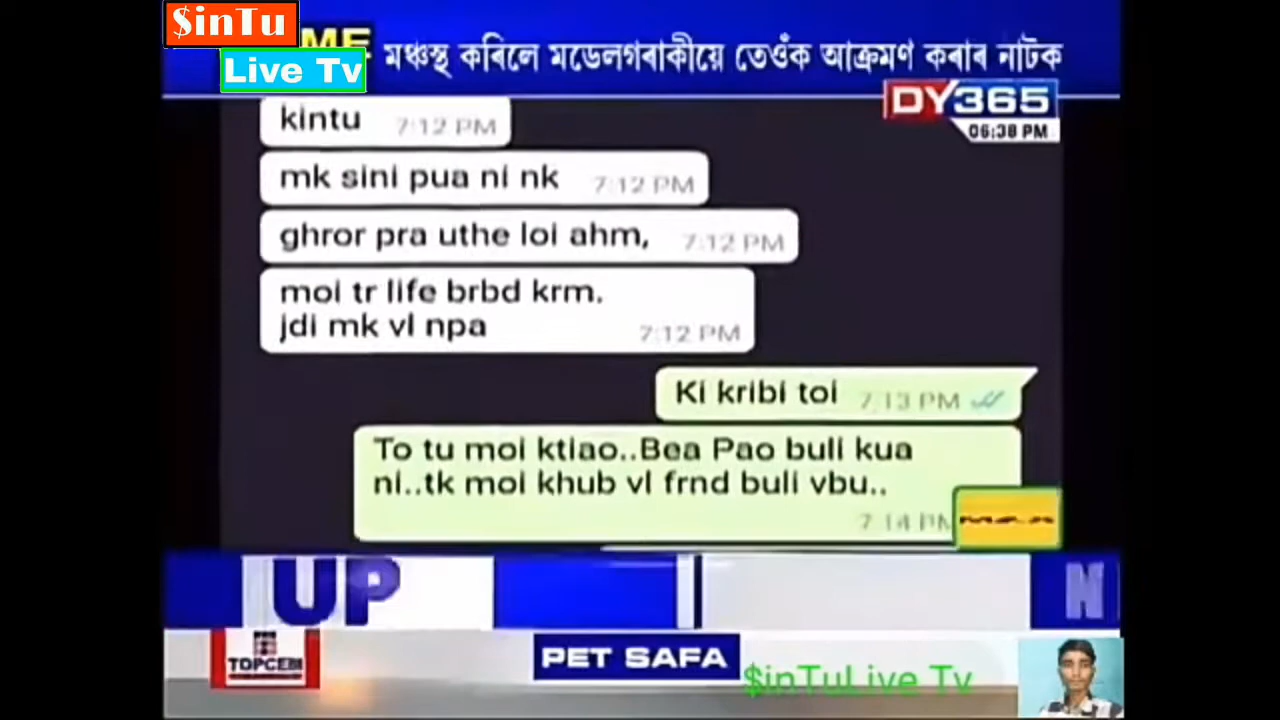 $inTu
Live Tv
ME
মঞ্চস্থ কৰিলে মডেলগৰাকীয়ে তেওঁক আক্ৰমণ কৰাৰ নাটক
DY365
06:38 PM
kintu 7:12 PM
mk sini pua ni nk 7:12 PM
ghror pra uthe loi ahm, 7:12 PM
moi tr life brbd krm.
jdi mk vl npa 7:12 PM
Ki kribi toi 7:13 PM
To tu moi ktiao..Bea Pao buli kua
ni..tk moi khub vl frnd buli vbu..
7:14 PM
UP
N
TOPCEM
PET SAFA
$inTuLive Tv